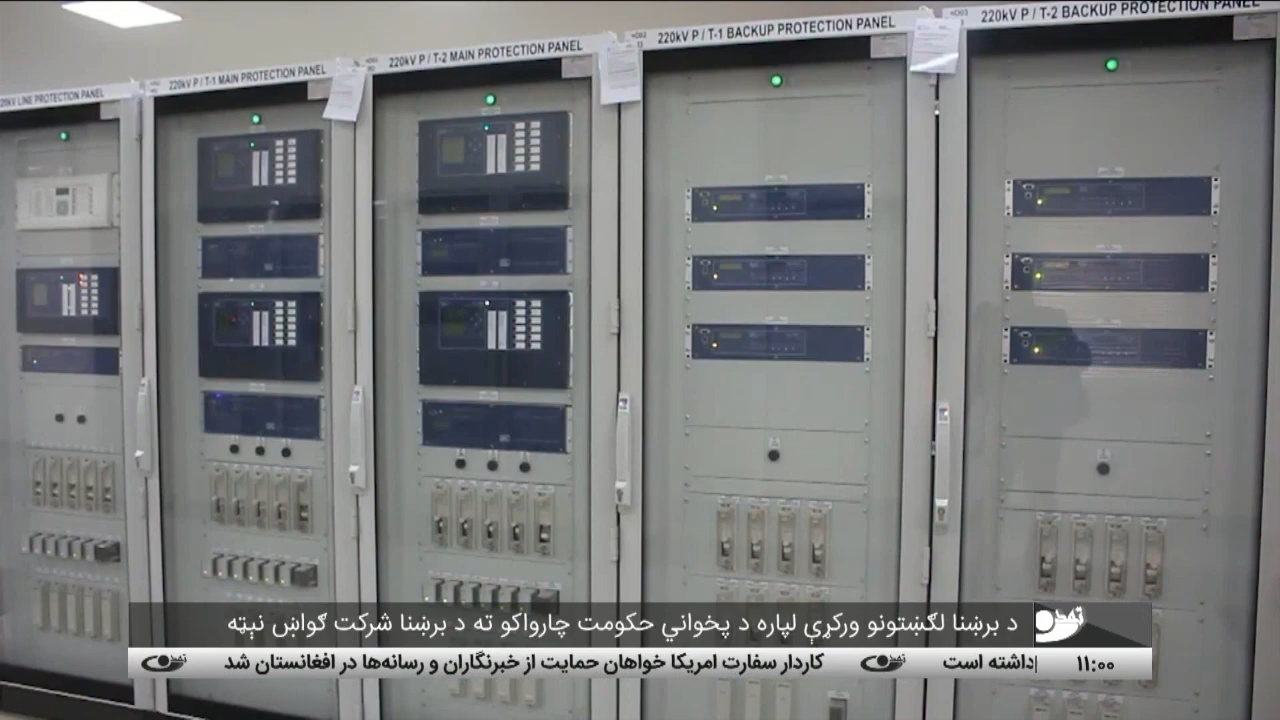 220kV LINE PROTECTION PANEL
220kV P / T-1 MAIN PROTECTION PANEL
220kV P / T-2 MAIN PROTECTION PANEL
220kV P / T-1 BACKUP PROTECTION PANEL
220kV P / T-2 BACKUP PROTECTION PANEL
د برښنا لګښتونو ورکړې لپاره د پخواني حکومت چارواکو ته د برښنا شرکت ګواښ نېټه
۱۱:۰۰
داشته است
کاردار سفارت امریکا خواهان حمایت از خبرنگاران و رسانه‌ها در افغانستان شد